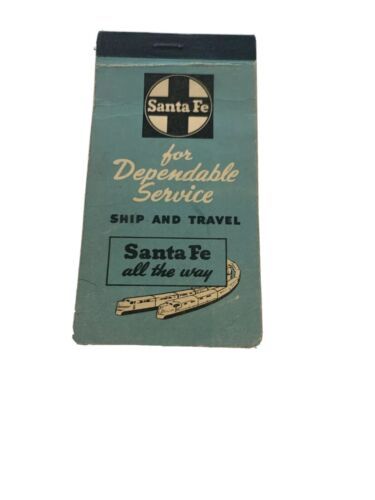 Santa Fe
for
Dependable
Service
SHIP AND TRAVEL
Santa Fe
all the way